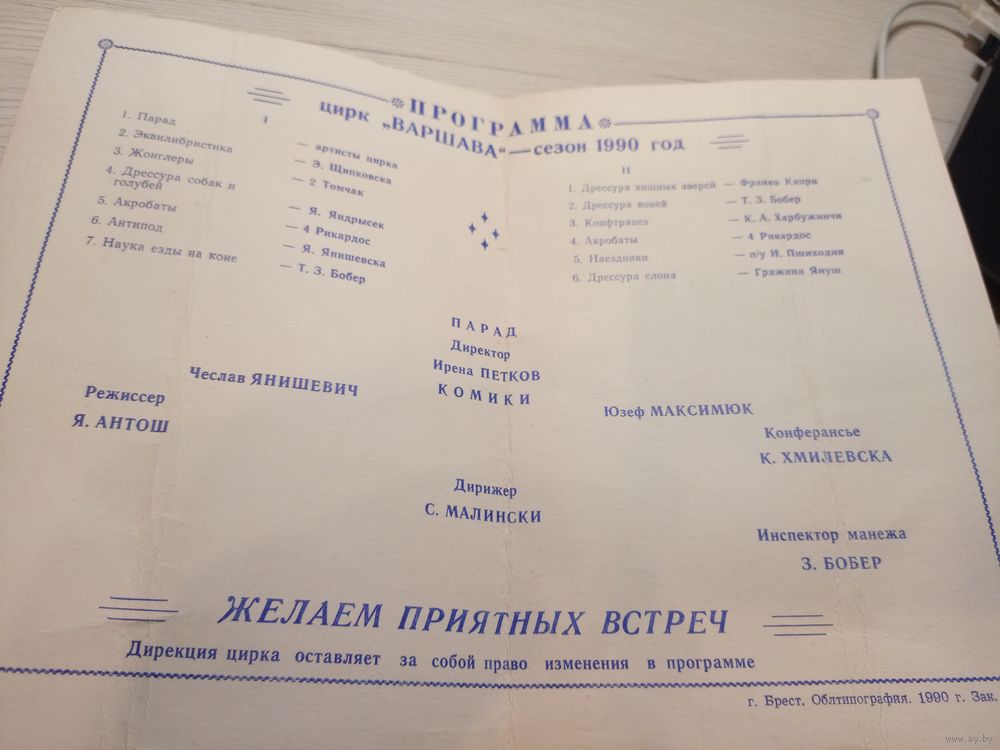 ПРОГРАММА
цирк „ВАРШАВА“ — сезон 1990 год
I
1. Парад — артисты цирка
2. Эквилибристика — Э. Щипковска
3. Жонглеры — 2 Томчак
4. Дрессура собак и
голубей — Я. Яндрысек
5. Акробаты — 4 Рикардос
6. Антипод — Я. Янишевска
7. Наука езды на коне — Т. З. Бобер
II
1. Дрессура хищных зверей — Франко Капри
2. Дрессура коней — Т. З. Бобер
3. Копфтрапез — К. А. Харбужинчи
4. Акробаты — 4 Рикардос
5. Наездники — п/у Н. Пшиходня
6. Дрессура слона — Гражина Януш
ПАРАД
Директор
Ирена ПЕТКОВ
КОМИКИ
Чеслав ЯНИШЕВИЧ
Юзеф МАКСИМЮК
Режиссер
Я. АНТОШ
Конферансье
К. ХМИЛЕВСКА
Дирижер
С. МАЛИНСКИ
Инспектор манежа
З. БОБЕР
ЖЕЛАЕМ ПРИЯТНЫХ ВСТРЕЧ
Дирекция цирка оставляет за собой право изменения в программе
г. Брест. Облтипография. 1990 г. Зак.
www.ay.by